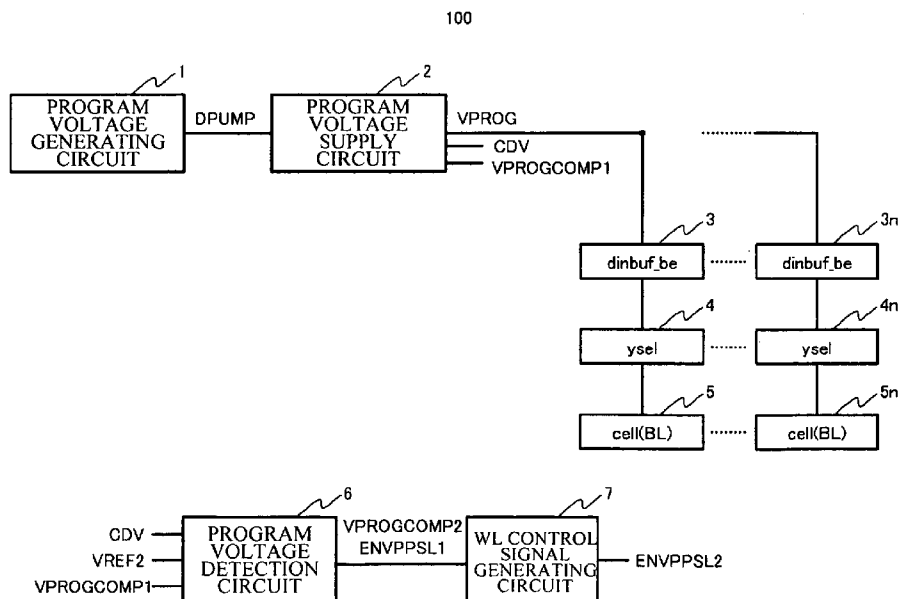 100
1
PROGRAM
VOLTAGE
GENERATING
CIRCUIT
DPUMP
2
PROGRAM
VOLTAGE
SUPPLY
CIRCUIT
VPROG
CDV
VPROGCOMP1
3
dinbuf_be
3n
dinbuf_be
4
ysel
4n
ysel
5
cell(BL)
5n
cell(BL)
CDV
VREF2
VPROGCOMP1
6
PROGRAM
VOLTAGE
DETECTION
CIRCUIT
VPROGCOMP2
ENVPPSL1
7
WL CONTROL
SIGNAL
GENERATING
CIRCUIT
ENVPPSL2